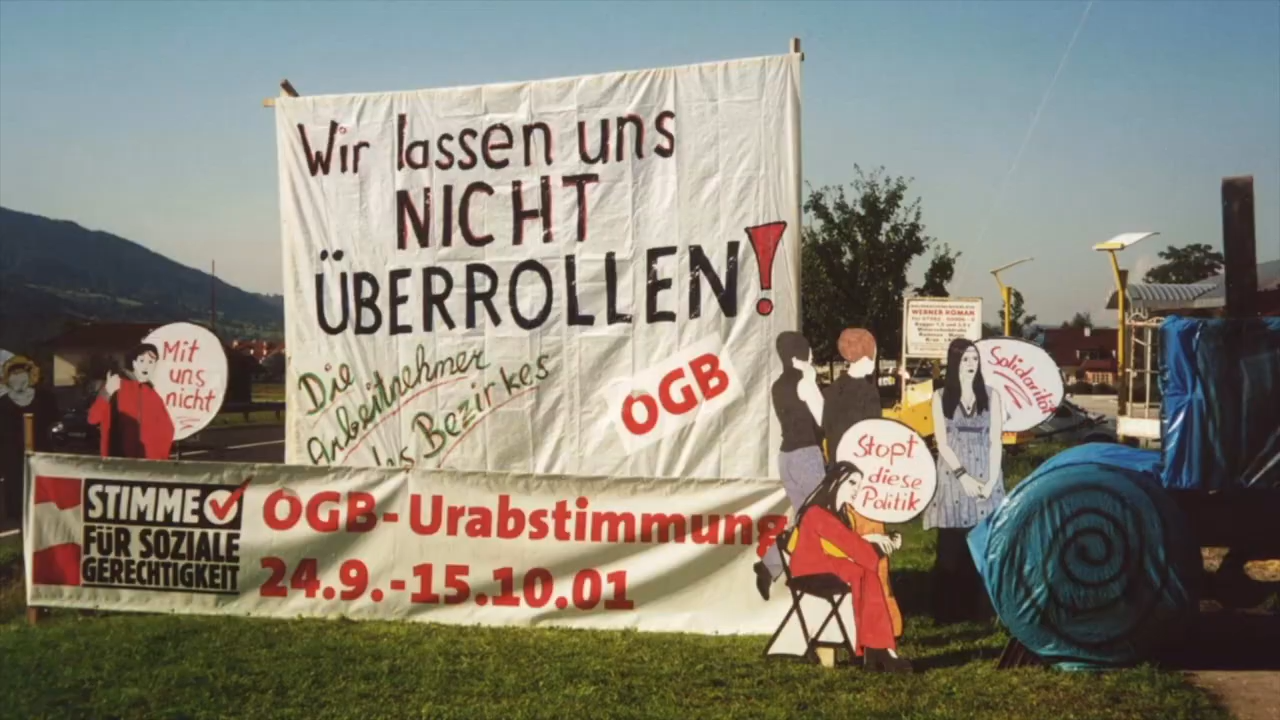 Wir lassen uns
NICHT
ÜBERROLLEN!
Die
Arbeitnehmer
des Bezirkes
ÖGB
Mit
uns
nicht
WERNER ROMAN
Solidarität
Stopt
diese
Politik
STIMME
FÜR SOZIALE
GERECHTIGKEIT
ÖGB-Urabstimmung
24.9.-15.10.01